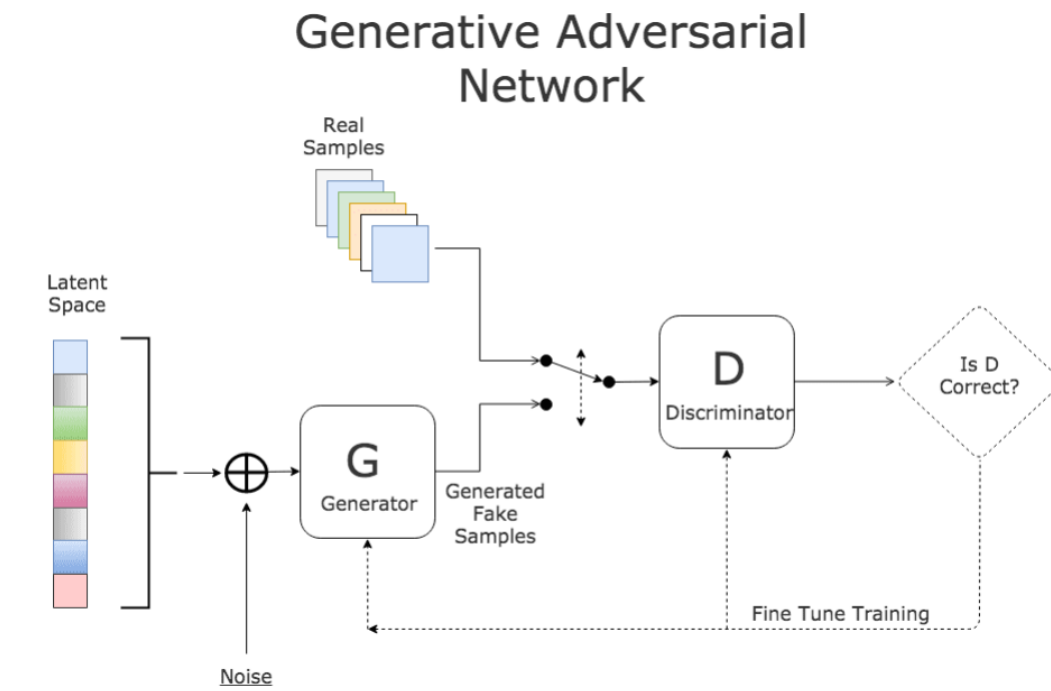 Generative Adversarial
Network
Real
Samples
Latent
Space
G
Generator
Generated
Fake
Samples
D
Discriminator
Is D
Correct?
Fine Tune Training
Noise